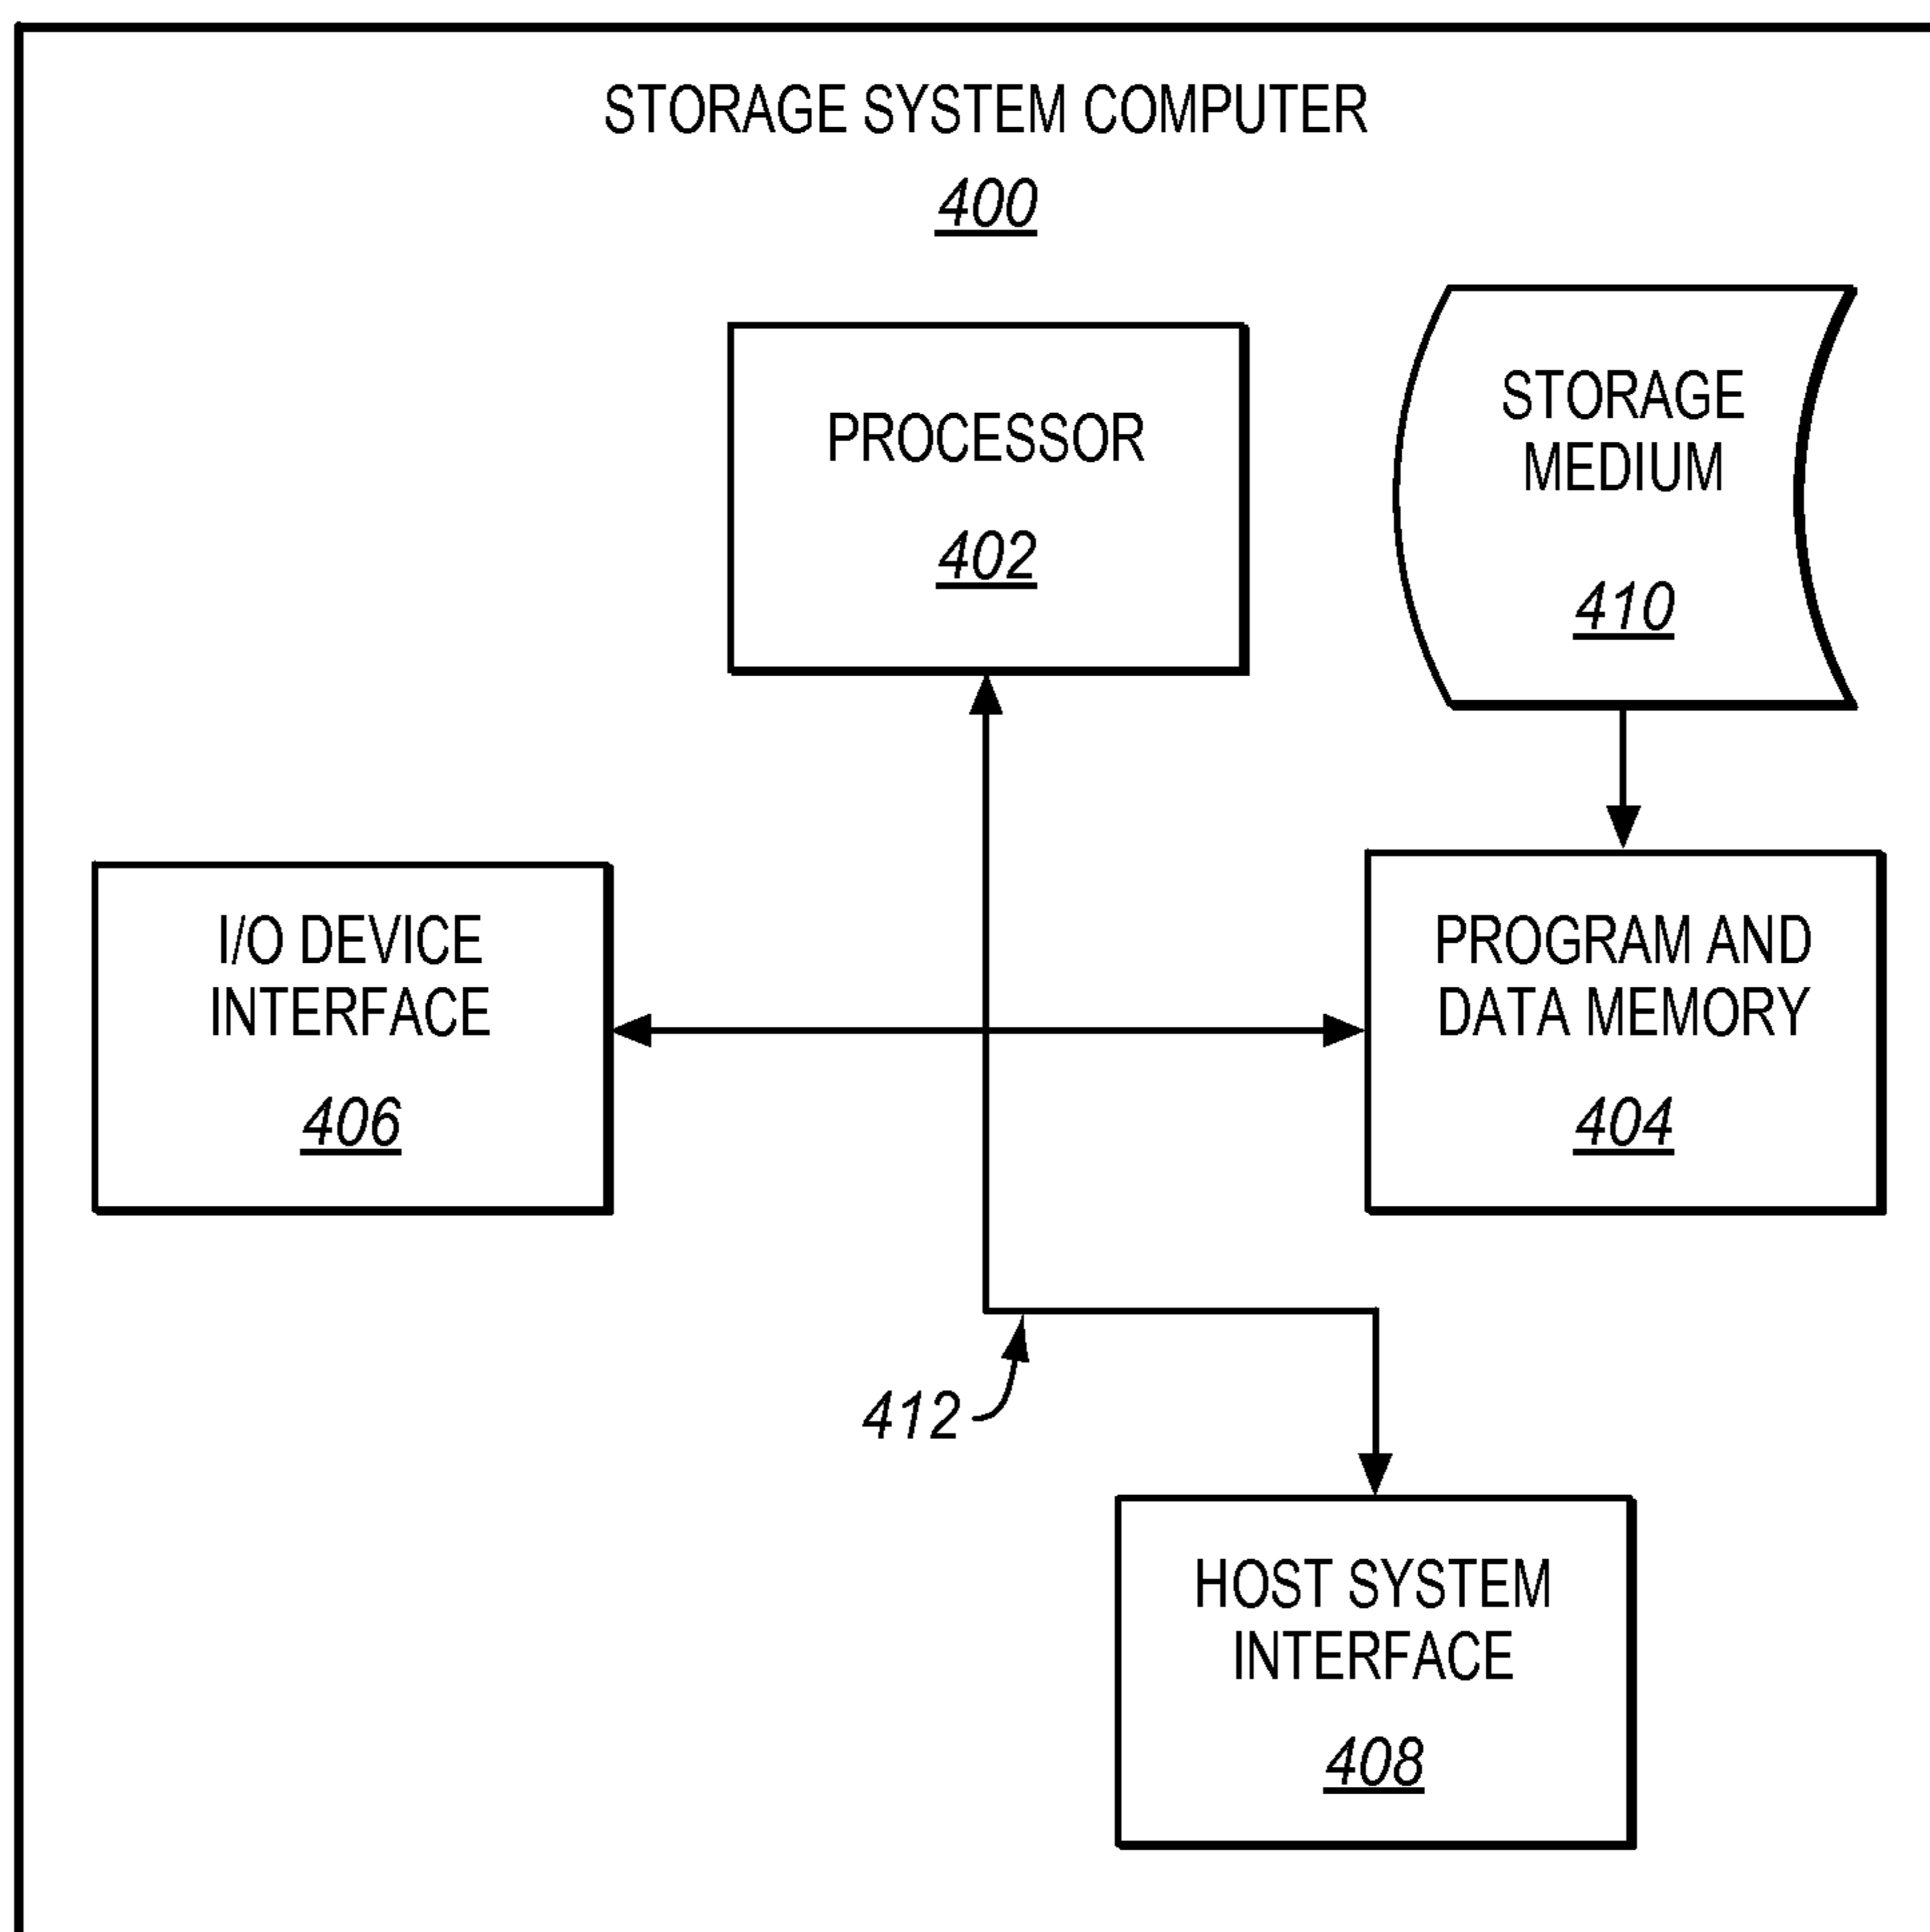 STORAGE SYSTEM COMPUTER
400
PROCESSOR
402
STORAGE
MEDIUM
410
I/O DEVICE
INTERFACE
406
PROGRAM AND
DATA MEMORY
404
412
HOST SYSTEM
INTERFACE
408